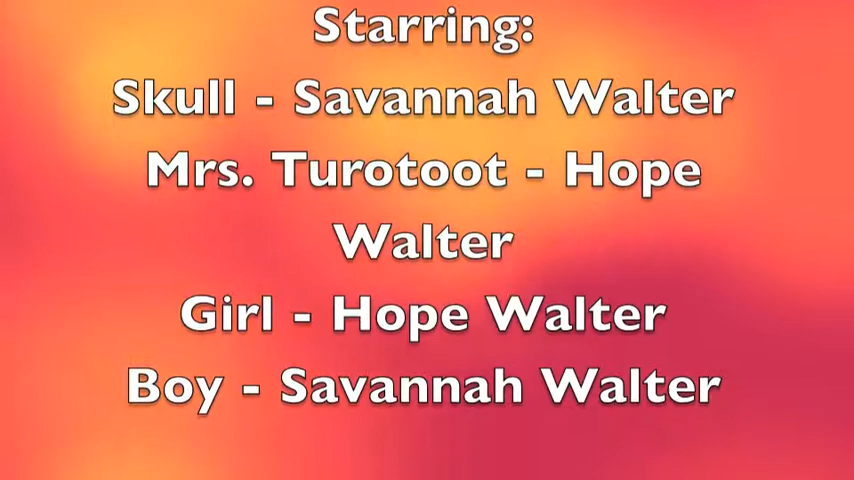 Starring:
Skull - Savannah Walter
Mrs. Turotoot - Hope
Walter
Girl - Hope Walter
Boy - Savannah Walter